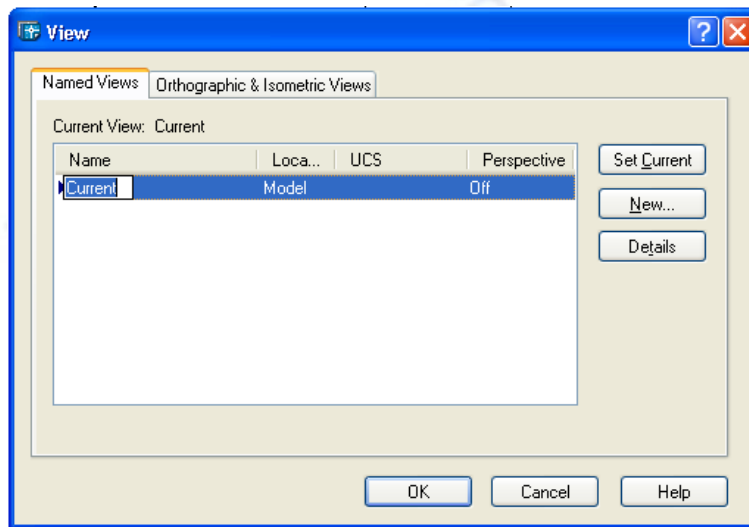 View
Named Views Orthographic & Isometric Views
Current View: Current
Name Loca... UCS Perspective
Current Model Off
Set Current
New...
Details
OK Cancel Help